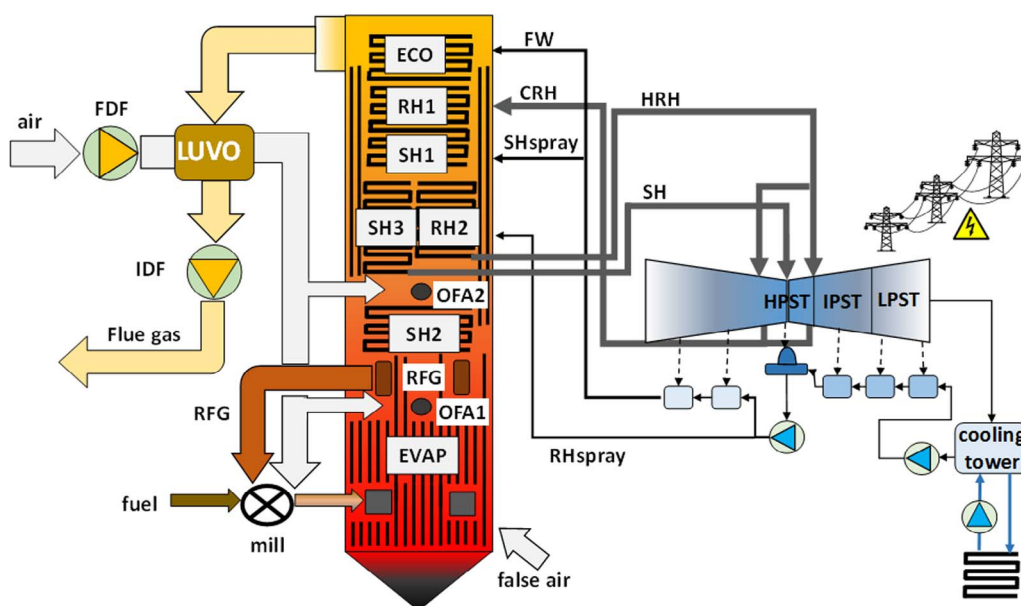 ECO
FW
FDF
RH1
CRH
HRH
air
LUVO
SH1
SHspray
SH
SH3
RH2
IDF
OFA2
HPST
IPST
LPST
Flue gas
SH2
RFG
RFG
OFA1
EVAP
RHspray
cooling
tower
fuel
mill
false air